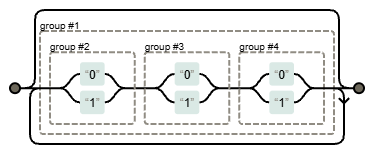 group #1
group #2 group #3 group #4
“0” “0” “0”
“1” “1” “1”